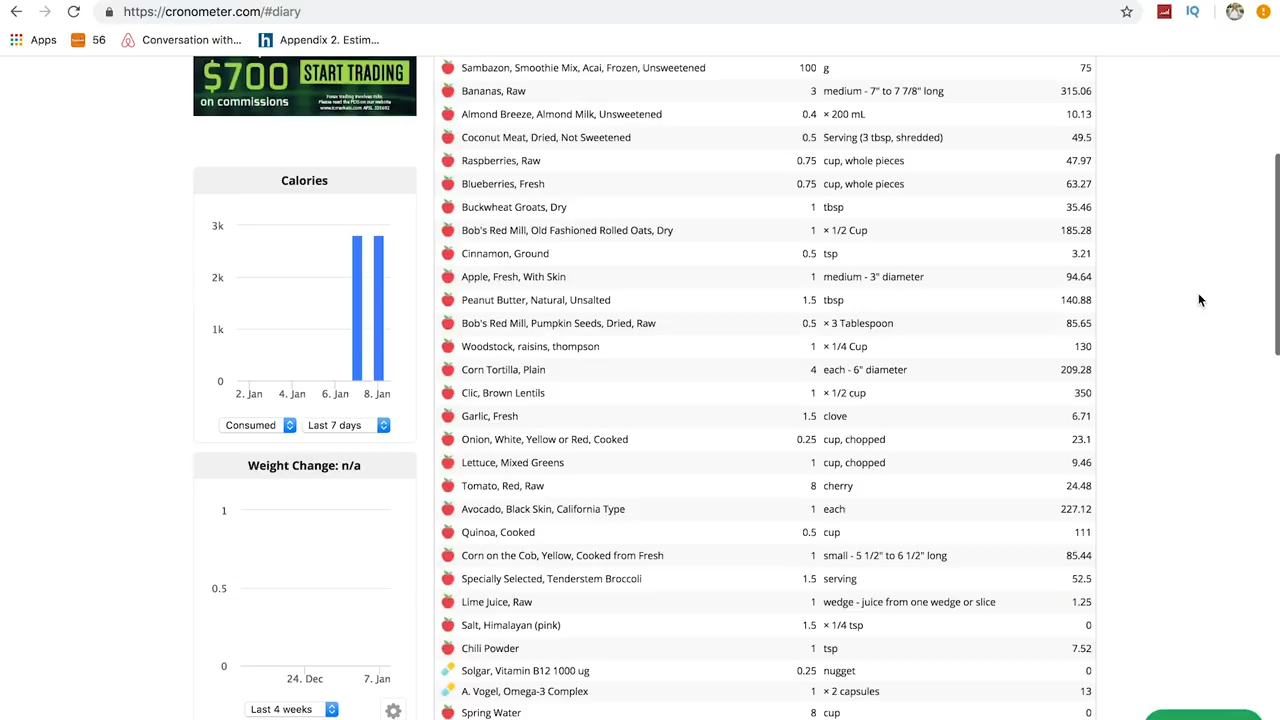 https://cronometer.com/#diary
Apps 56 Conversation with... Appendix 2. Estim...
$700 START TRADING
on commissions
Calories
3k
2k
1k
0
2. Jan 4. Jan 6. Jan 8. Jan
Consumed Last 7 days
Weight Change: n/a
1
0.5
0
24. Dec 7. Jan
Last 4 weeks
Sambazon, Smoothie Mix, Acai, Frozen, Unsweetened 100 g 75
Bananas, Raw 3 medium - 7" to 7 7/8" long 315.06
Almond Breeze, Almond Milk, Unsweetened 0.4 × 200 mL 10.13
Coconut Meat, Dried, Not Sweetened 0.5 Serving (3 tbsp, shredded) 49.5
Raspberries, Raw 0.75 cup, whole pieces 47.97
Blueberries, Fresh 0.75 cup, whole pieces 63.27
Buckwheat Groats, Dry 1 tbsp 35.46
Bob's Red Mill, Old Fashioned Rolled Oats, Dry 1 × 1/2 Cup 185.28
Cinnamon, Ground 0.5 tsp 3.21
Apple, Fresh, With Skin 1 medium - 3" diameter 94.64
Peanut Butter, Natural, Unsalted 1.5 tbsp 140.88
Bob's Red Mill, Pumpkin Seeds, Dried, Raw 0.5 × 3 Tablespoon 85.65
Woodstock, raisins, thompson 1 × 1/4 Cup 130
Corn Tortilla, Plain 4 each - 6" diameter 209.28
Clic, Brown Lentils 1 × 1/2 cup 350
Garlic, Fresh 1.5 clove 6.71
Onion, White, Yellow or Red, Cooked 0.25 cup, chopped 23.1
Lettuce, Mixed Greens 1 cup, chopped 9.46
Tomato, Red, Raw 8 cherry 24.48
Avocado, Black Skin, California Type 1 each 227.12
Quinoa, Cooked 0.5 cup 111
Corn on the Cob, Yellow, Cooked from Fresh 1 small - 5 1/2" to 6 1/2" long 85.44
Specially Selected, Tenderstem Broccoli 1.5 serving 52.5
Lime Juice, Raw 1 wedge - juice from one wedge or slice 1.25
Salt, Himalayan (pink) 1.5 × 1/4 tsp 0
Chili Powder 1 tsp 7.52
Solgar, Vitamin B12 1000 ug 0.25 nugget 0
A. Vogel, Omega-3 Complex 1 × 2 capsules 13
Spring Water 8 cup 0